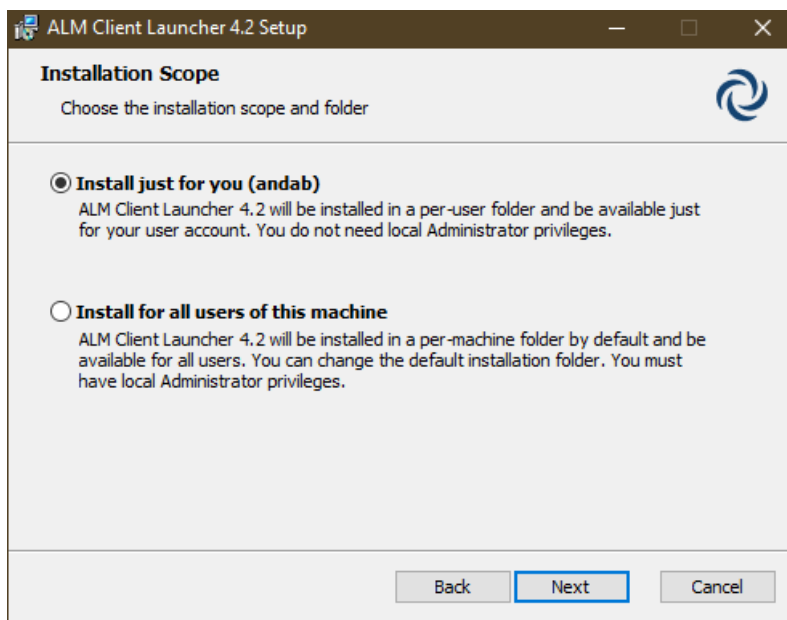 ALM Client Launcher 4.2 Setup
Installation Scope
Choose the installation scope and folder
Install just for you (andab)
ALM Client Launcher 4.2 will be installed in a per-user folder and be available just
for your user account. You do not need local Administrator privileges.
Install for all users of this machine
ALM Client Launcher 4.2 will be installed in a per-machine folder by default and be
available for all users. You can change the default installation folder. You must
have local Administrator privileges.
Back Next Cancel